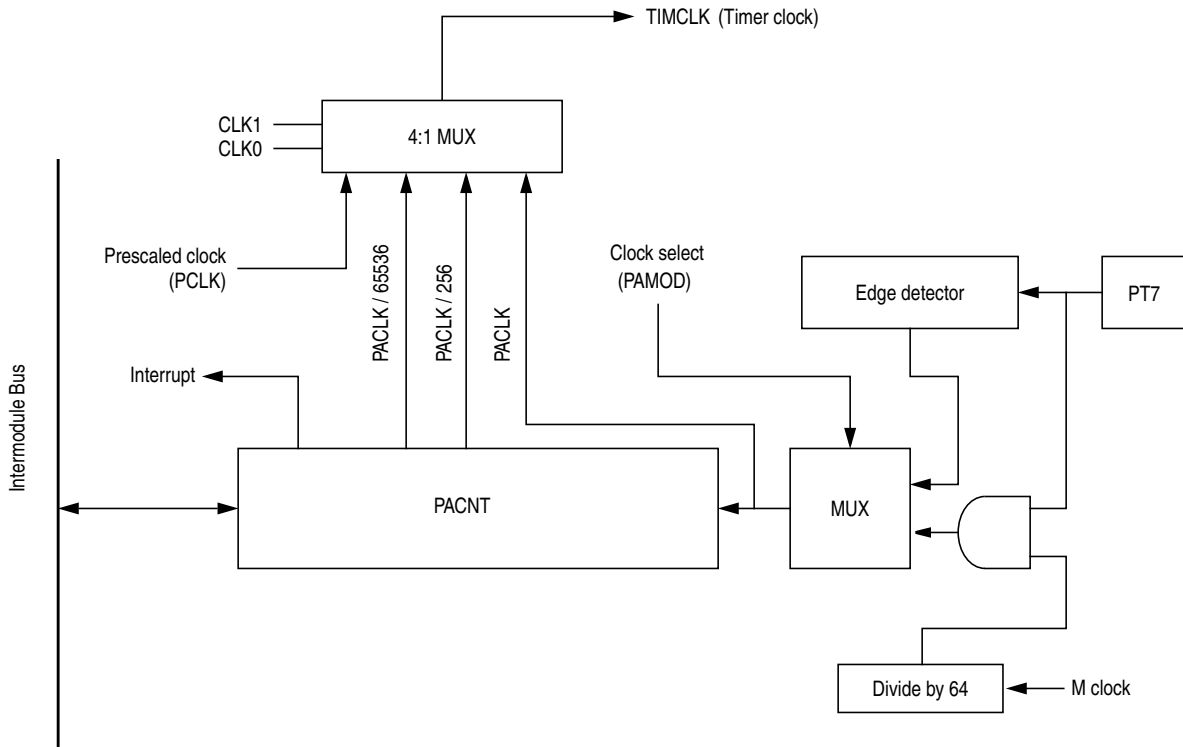 TIMCLK (Timer clock)
CLK1
CLK0
4:1 MUX
Prescaled clock
(PCLK)
PACLK / 65536
PACLK / 256
PACLK
Clock select
(PAMOD)
Edge detector
PT7
Interrupt
Intermodule Bus
PACNT
MUX
Divide by 64
M clock